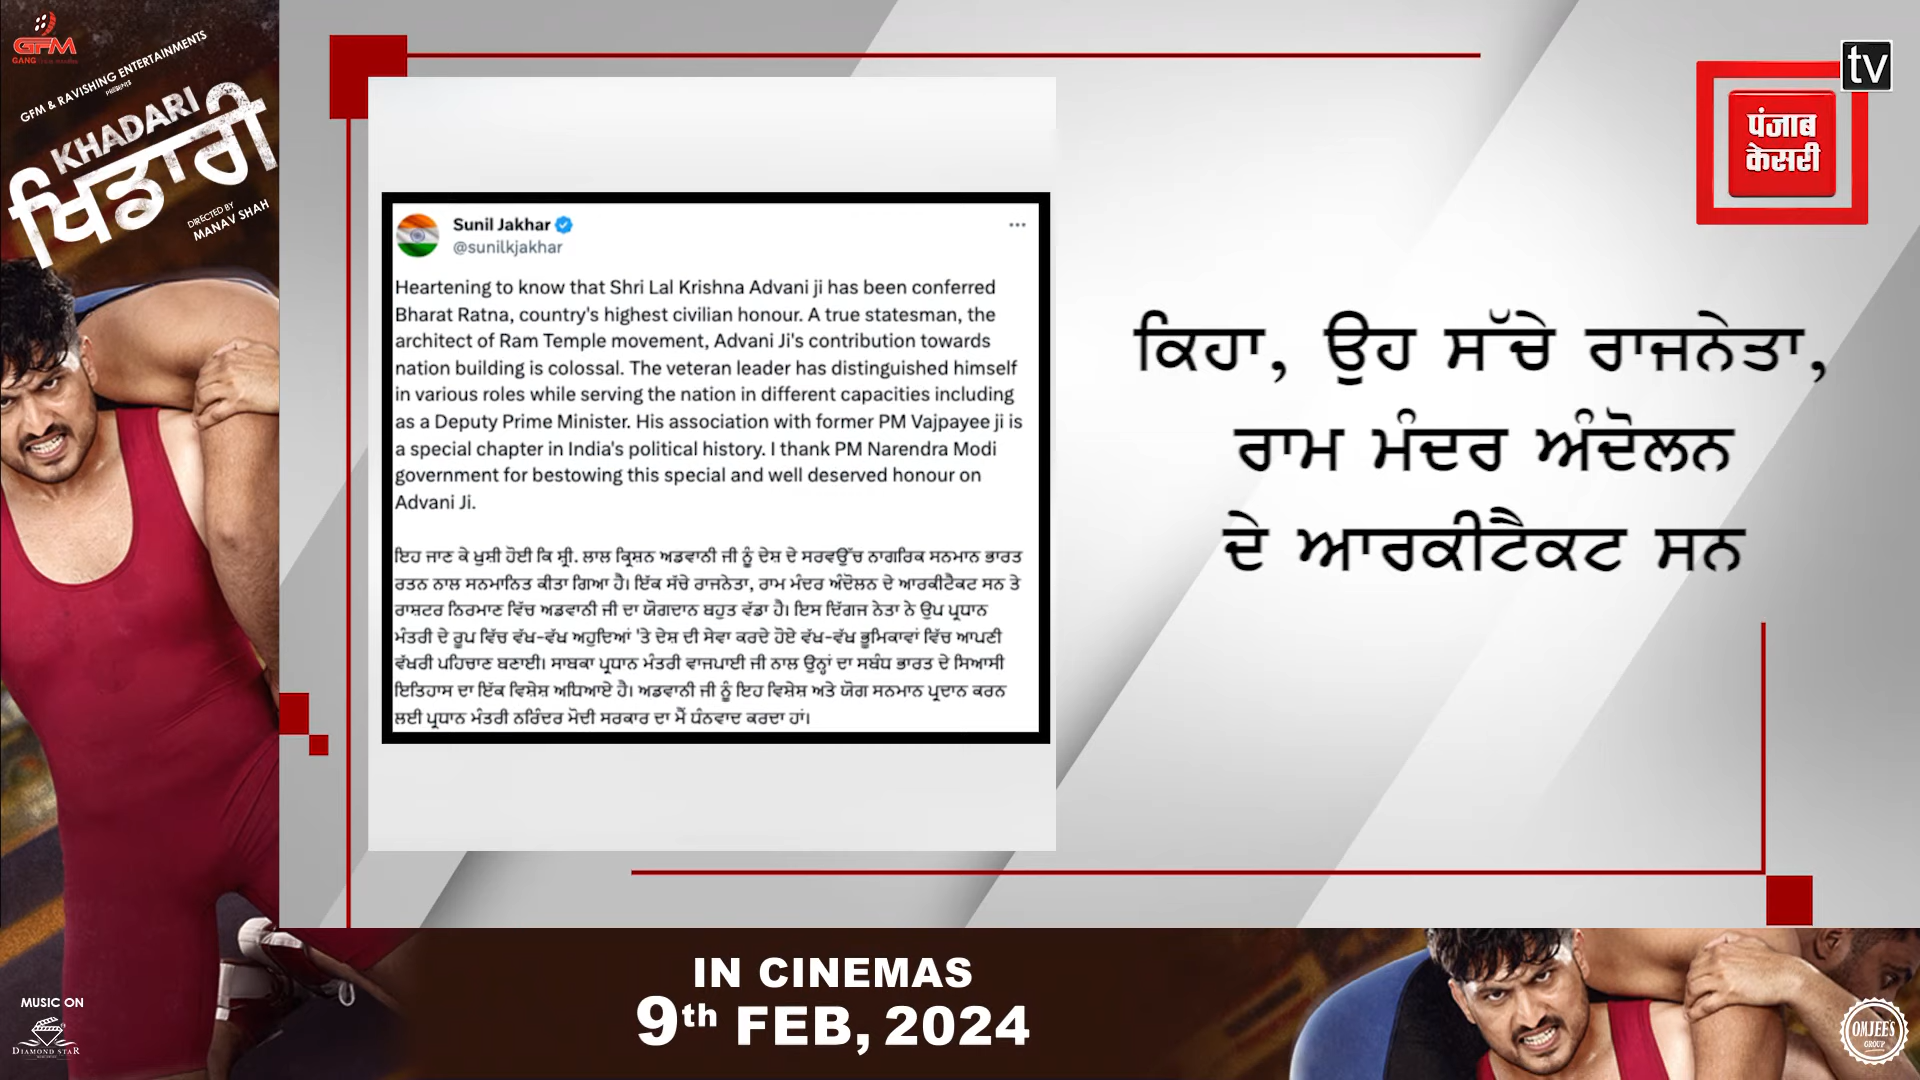 GFM
GANG
GFM & RAVISHING ENTERTAINMENTS
PRESENTS
KHADARI
ਖਿਡਾਰੀ
DIRECTED BY
MANAV SHAH
MUSIC ON
DIAMOND STAR
Sunil Jakhar
@sunilkjakhar
Heartening to know that Shri Lal Krishna Advani ji has been conferred
Bharat Ratna, country's highest civilian honour. A true statesman, the
architect of Ram Temple movement, Advani Ji's contribution towards
nation building is colossal. The veteran leader has distinguished himself
in various roles while serving the nation in different capacities including
as a Deputy Prime Minister. His association with former PM Vajpayee ji is
a special chapter in India's political history. I thank PM Narendra Modi
government for bestowing this special and well deserved honour on
Advani Ji.
ਇਹ ਜਾਣ ਕੇ ਖੁਸ਼ੀ ਹੋਈ ਕਿ ਸ਼੍ਰੀ. ਲਾਲ ਕ੍ਰਿਸ਼ਨ ਅਡਵਾਨੀ ਜੀ ਨੂੰ ਦੇਸ਼ ਦੇ ਸਰਵਉੱਚ ਨਾਗਰਿਕ ਸਨਮਾਨ ਭਾਰਤ
ਰਤਨ ਨਾਲ ਸਨਮਾਨਿਤ ਕੀਤਾ ਗਿਆ ਹੈ। ਇੱਕ ਸੱਚੇ ਰਾਜਨੇਤਾ, ਰਾਮ ਮੰਦਰ ਅੰਦੋਲਨ ਦੇ ਆਰਕੀਟੈਕਟ ਸਨ ਤੇ
ਰਾਸ਼ਟਰ ਨਿਰਮਾਣ ਵਿੱਚ ਅਡਵਾਨੀ ਜੀ ਦਾ ਯੋਗਦਾਨ ਬਹੁਤ ਵੱਡਾ ਹੈ। ਇਸ ਦਿੱਗਜ ਨੇਤਾ ਨੇ ਉਪ ਪ੍ਰਧਾਨ
ਮੰਤਰੀ ਦੇ ਰੂਪ ਵਿੱਚ ਵੱਖ-ਵੱਖ ਅਹੁਦਿਆਂ 'ਤੇ ਦੇਸ਼ ਦੀ ਸੇਵਾ ਕਰਦੇ ਹੋਏ ਵੱਖ-ਵੱਖ ਭੂਮਿਕਾਵਾਂ ਵਿੱਚ ਆਪਣੀ
ਵੱਖਰੀ ਪਹਿਚਾਣ ਬਣਾਈ। ਸਾਬਕਾ ਪ੍ਰਧਾਨ ਮੰਤਰੀ ਵਾਜਪਾਈ ਜੀ ਨਾਲ ਉਨ੍ਹਾਂ ਦਾ ਸਬੰਧ ਭਾਰਤ ਦੇ ਸਿਆਸੀ
ਇਤਿਹਾਸ ਦਾ ਇੱਕ ਵਿਸ਼ੇਸ਼ ਅਧਿਆਏ ਹੈ। ਅਡਵਾਨੀ ਜੀ ਨੂੰ ਇਹ ਵਿਸ਼ੇਸ਼ ਅਤੇ ਯੋਗ ਸਨਮਾਨ ਪ੍ਰਦਾਨ ਕਰਨ
ਲਈ ਪ੍ਰਧਾਨ ਮੰਤਰੀ ਨਰਿੰਦਰ ਮੋਦੀ ਸਰਕਾਰ ਦਾ ਮੈਂ ਧੰਨਵਾਦ ਕਰਦਾ ਹਾਂ।
tv
पंजाब
केसरी
ਕਿਹਾ, ਉਹ ਸੱਚੇ ਰਾਜਨੇਤਾ,
ਰਾਮ ਮੰਦਰ ਅੰਦੋਲਨ
ਦੇ ਆਰਕੀਟੈਕਟ ਸਨ
IN CINEMAS
9th FEB, 2024
OMJEE'S
GROUP